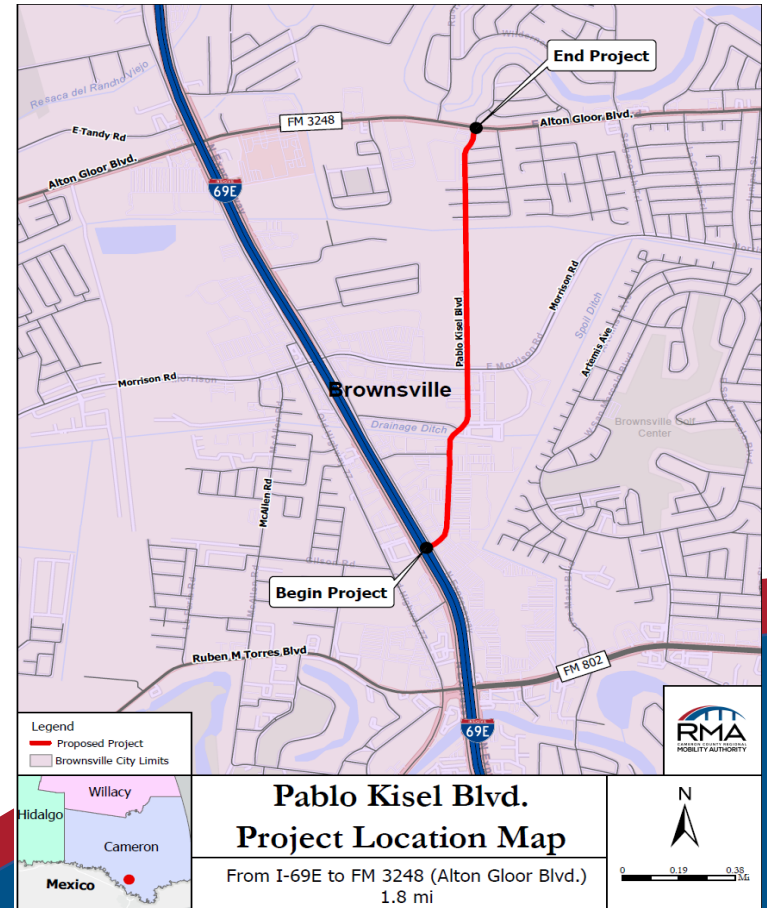 End Project
Resaca del Rancho Viejo
FM 3248
Alton Gloor Blvd.
E Tandy Rd
Alton Gloor Blvd.
69E
Morrison Rd
Pablo Kisel Blvd
Spoil Ditch
E Morrison Rd
Artemis Ave
Morrison Rd
Brownsville
Drainage Ditch
Brownsville Golf
Center
McAllen Rd
Old Highway 77
Begin Project
Ruben M Torres Blvd
FM 802
69E
Legend
Proposed Project
Brownsville City Limits
RMA
CAMERON COUNTY REGIONAL
MOBILITY AUTHORITY
Willacy
Hidalgo
Cameron
Mexico
Pablo Kisel Blvd.
Project Location Map
From I-69E to FM 3248 (Alton Gloor Blvd.)
1.8 mi
N
0 0.19 0.38
Mi